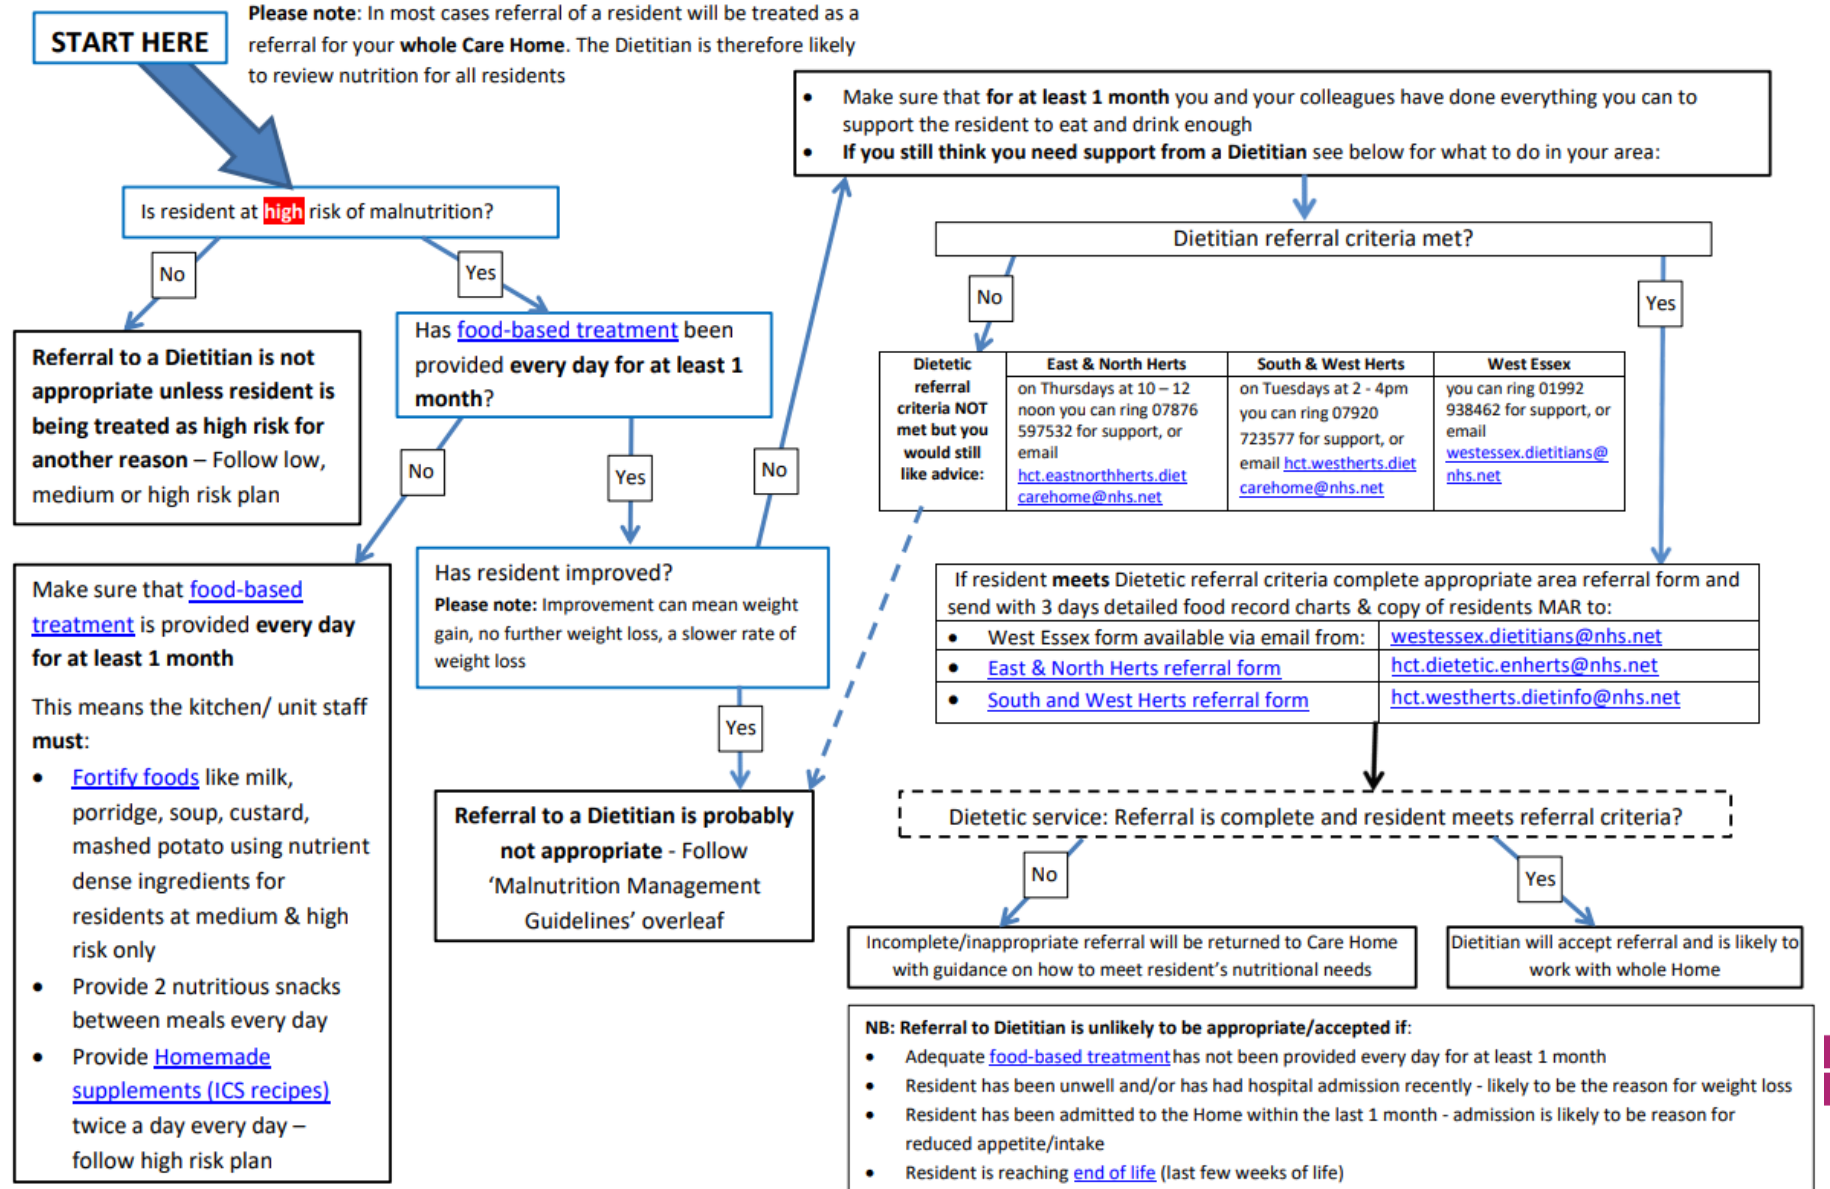 START HERE
Please note: In most cases referral of a resident will be treated as a
referral for your whole Care Home. The Dietitian is therefore likely
to review nutrition for all residents
Is resident at high risk of malnutrition?
No
Yes
Referral to a Dietitian is not
appropriate unless resident is
being treated as high risk for
another reason – Follow low,
medium or high risk plan
Has food-based treatment been
provided every day for at least 1
month?
No
Yes
No
Make sure that food-based
treatment is provided every day
for at least 1 month
This means the kitchen/ unit staff
must:
• Fortify foods like milk,
porridge, soup, custard,
mashed potato using nutrient
dense ingredients for
residents at medium & high
risk only
• Provide 2 nutritious snacks
between meals every day
• Provide Homemade
supplements (ICS recipes)
twice a day every day –
follow high risk plan
Has resident improved?
Please note: Improvement can mean weight
gain, no further weight loss, a slower rate of
weight loss
Yes
Referral to a Dietitian is probably
not appropriate - Follow
‘Malnutrition Management
Guidelines’ overleaf
• Make sure that for at least 1 month you and your colleagues have done everything you can to
support the resident to eat and drink enough
• If you still think you need support from a Dietitian see below for what to do in your area:
Dietitian referral criteria met?
No
Yes
Dietetic
referral
criteria NOT
met but you
would still
like advice:
East & North Herts
on Thursdays at 10 – 12
noon you can ring 07876
597532 for support, or
email
hct.eastnorthherts.diet
carehome@nhs.net
South & West Herts
on Tuesdays at 2 - 4pm
you can ring 07920
723577 for support, or
email hct.westherts.diet
carehome@nhs.net
West Essex
you can ring 01992
938462 for support, or
email
westessex.dietitians@
nhs.net
If resident meets Dietetic referral criteria complete appropriate area referral form and
send with 3 days detailed food record charts & copy of residents MAR to:
• West Essex form available via email from: westessex.dietitians@nhs.net
• East & North Herts referral form hct.dietetic.enherts@nhs.net
• South and West Herts referral form hct.westherts.dietinfo@nhs.net
Dietetic service: Referral is complete and resident meets referral criteria?
No
Yes
Incomplete/inappropriate referral will be returned to Care Home
with guidance on how to meet resident’s nutritional needs
Dietitian will accept referral and is likely to
work with whole Home
NB: Referral to Dietitian is unlikely to be appropriate/accepted if:
• Adequate food-based treatment has not been provided every day for at least 1 month
• Resident has been unwell and/or has had hospital admission recently - likely to be the reason for weight loss
• Resident has been admitted to the Home within the last 1 month - admission is likely to be reason for
reduced appetite/intake
• Resident is reaching end of life (last few weeks of life)